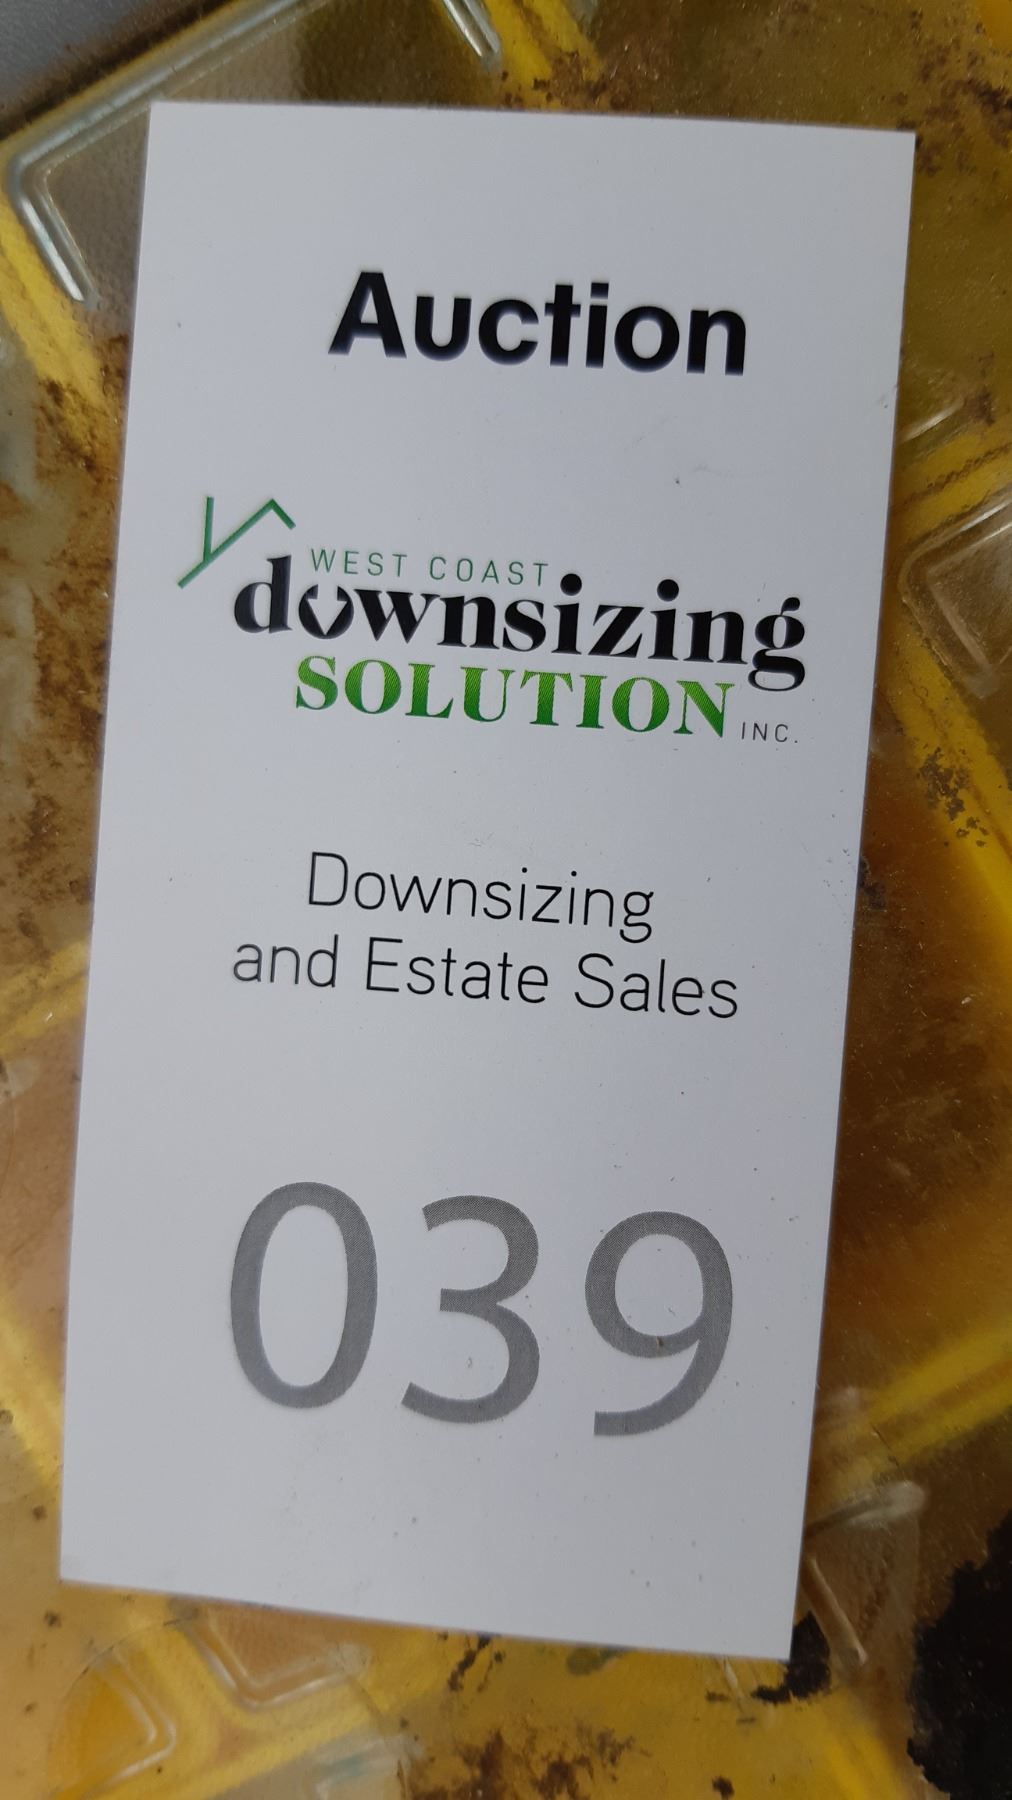 Auction
WEST COAST
downsizing
SOLUTION INC.
Downsizing
and Estate Sales
039